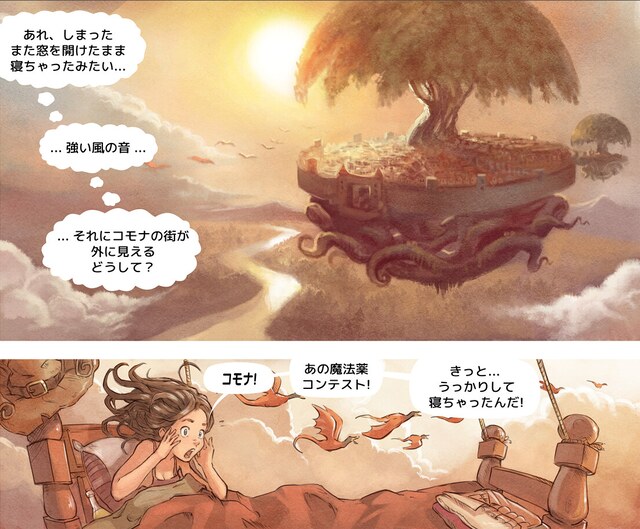 あれ、しまった
また窓を開けたまま
寝ちゃったみたい...
... 強い風の音 ...
... それにコモナの街が
外に見える
どうして？
コモナ!
あの魔法薬
コンテスト!
きっと...
うっかりして
寝ちゃったんだ!